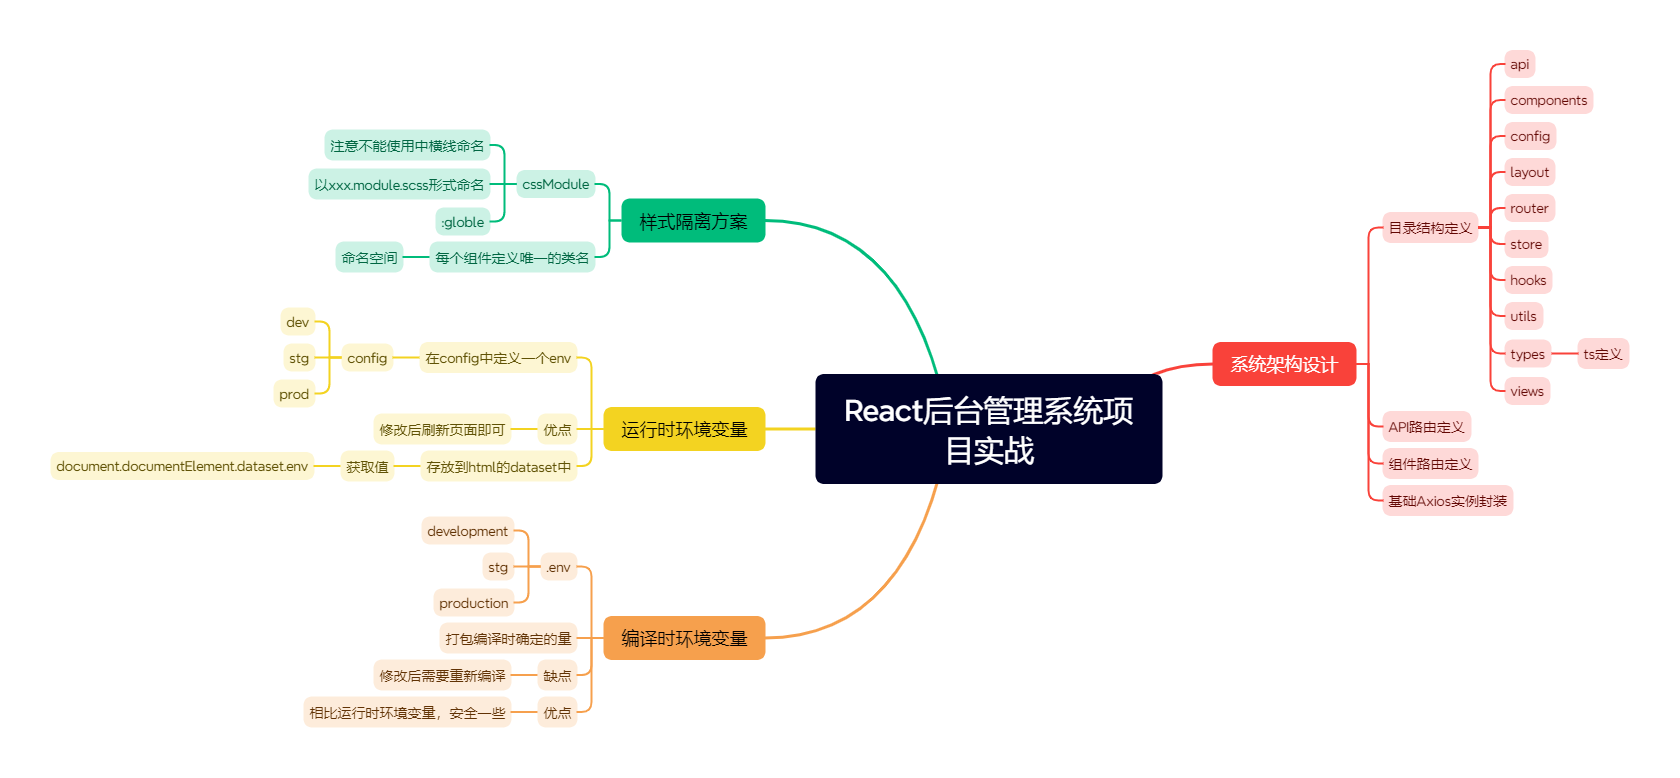 React后台管理系统项
目实战
系统架构设计
目录结构定义
api
components
config
layout
router
store
hooks
utils
types
ts定义
views
API路由定义
组件路由定义
基础Axios实例封装
样式隔离方案
cssModule
注意不能使用中横线命名
以xxx.module.scss形式命名
:globle
每个组件定义唯一的类名
命名空间
运行时环境变量
在config中定义一个env
config
dev
stg
prod
优点
修改后刷新页面即可
存放到html的dataset中
获取值
document.documentElement.dataset.env
编译时环境变量
.env
development
stg
production
打包编译时确定的量
缺点
修改后需要重新编译
优点
相比运行时环境变量，安全一些